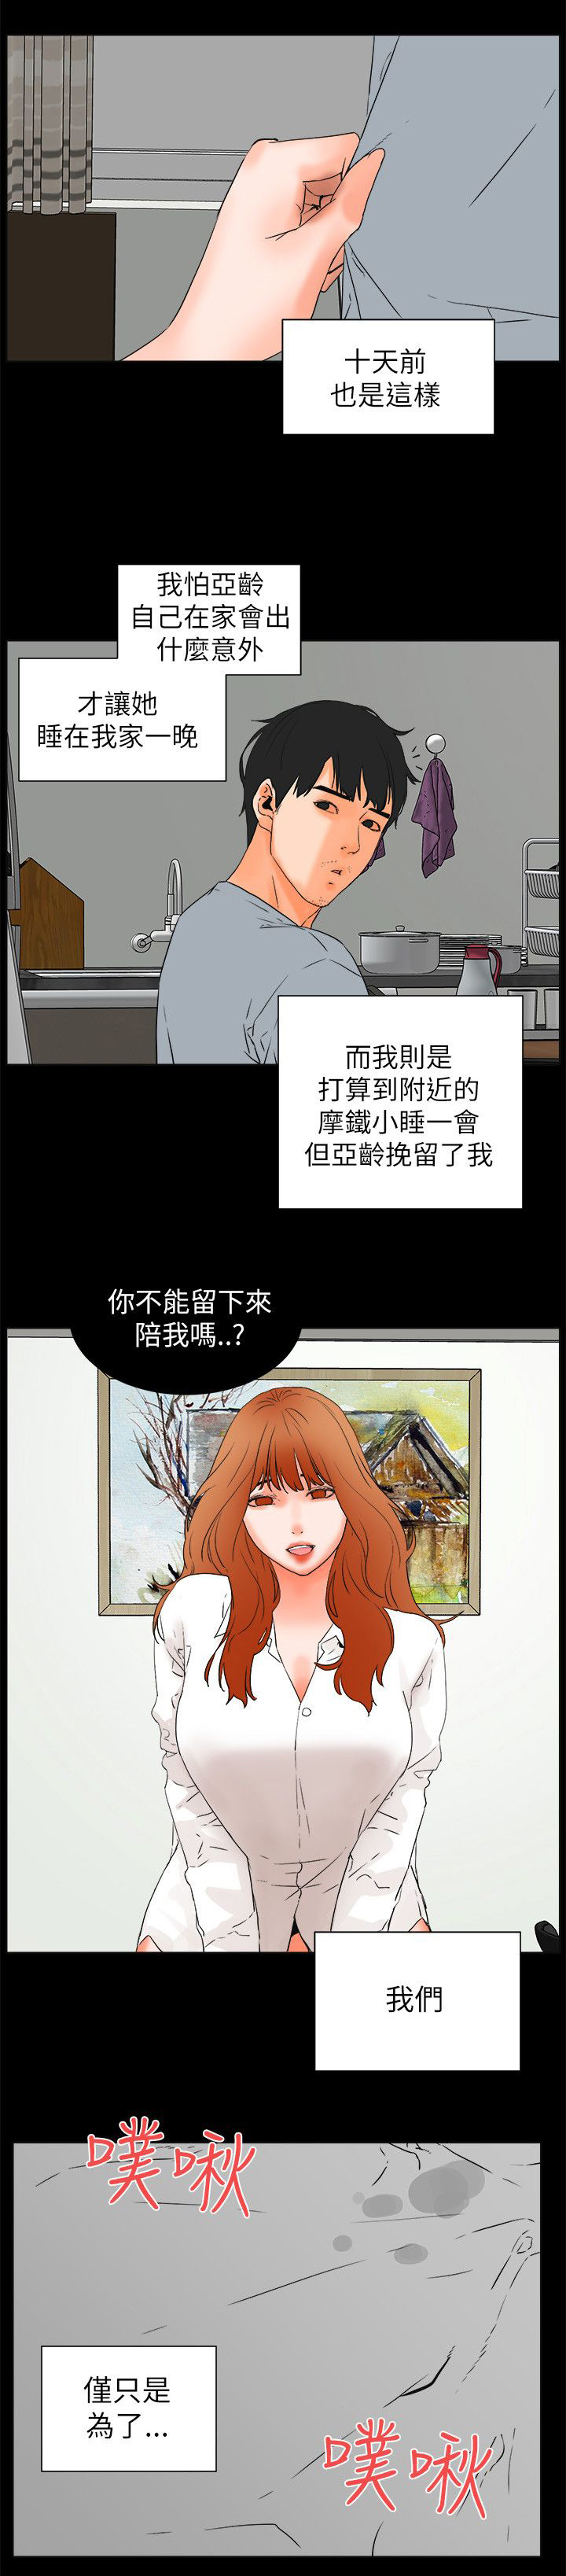 十天前
也是這樣
我怕亞齡
自己在家會出
什麼意外
才讓她
睡在我家一晚
而我則是
打算到附近的
摩鐵小睡一會
但亞齡挽留了我
你不能留下來
陪我嗎..?
我們
噗啾
僅只是
為了...
噗啾